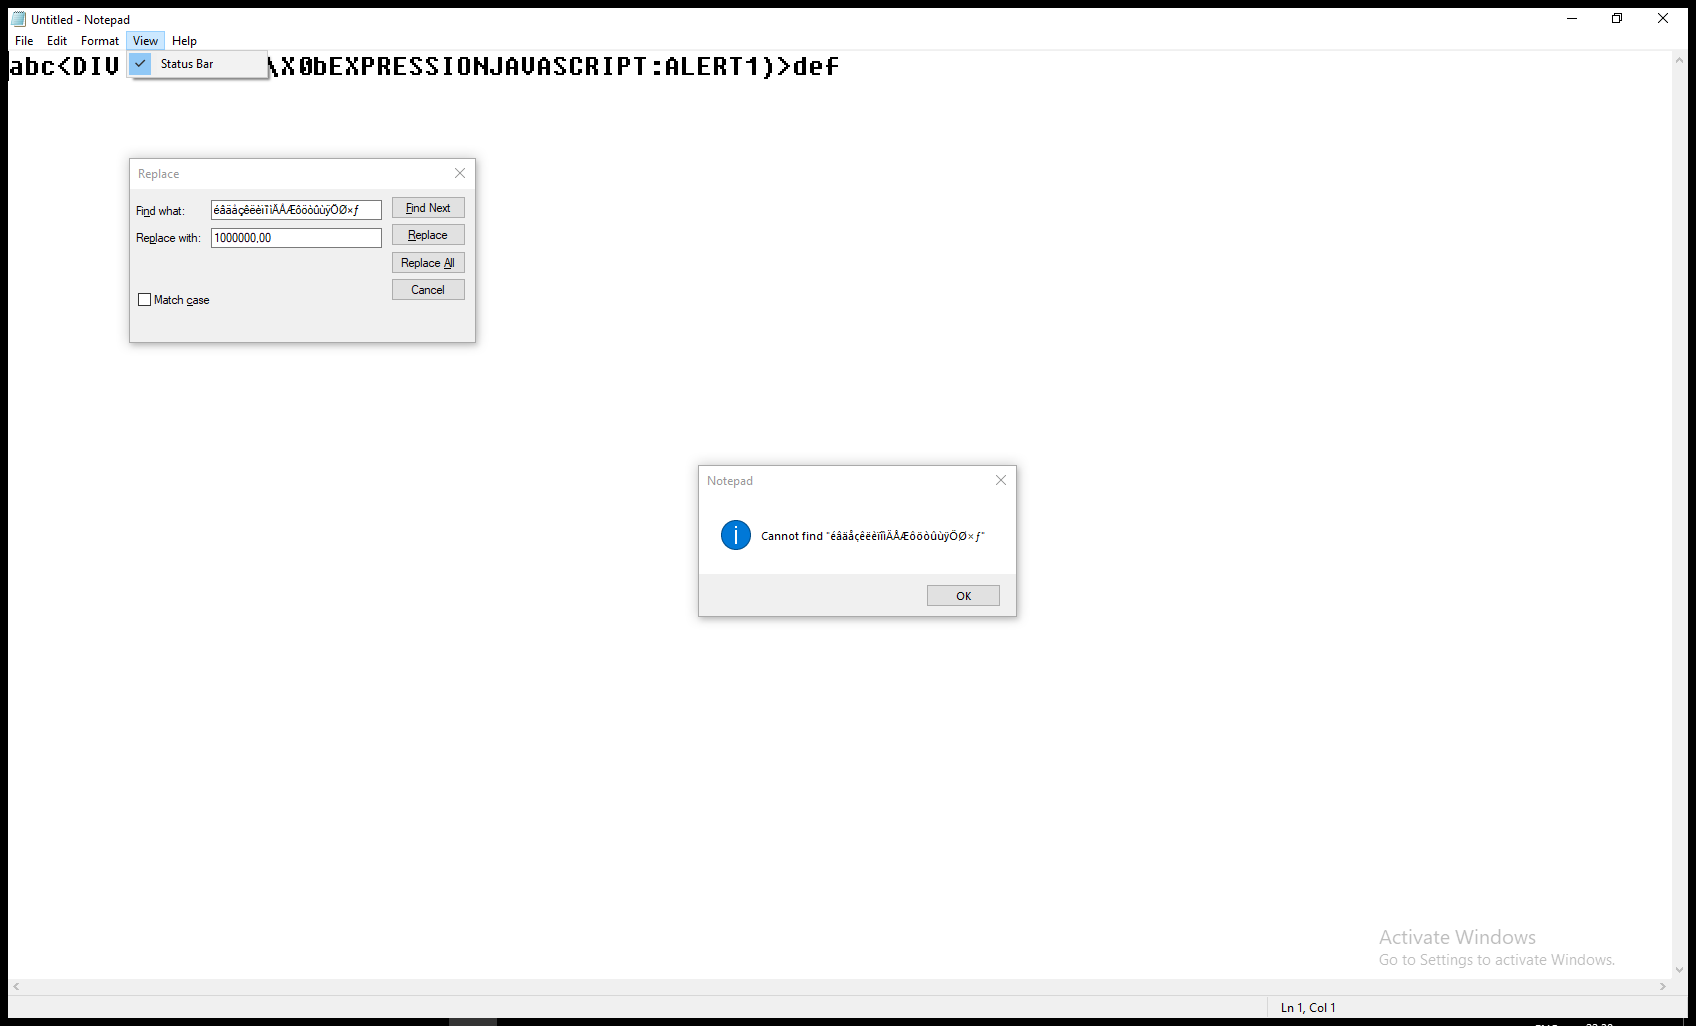 Untitled - Notepad
File Edit Format View Help
Status Bar
abc<DIV \X0bEXPRESSIONJAVASCRIPT:ALERT1)>def
Replace
Find what: éâäåçêëèïîìÄÅÆôöòûùÿÖØ×ƒ
Find Next
Replace with: 1000000,00
Replace
Replace All
Cancel
Match case
Notepad
Cannot find "éâäåçêëèïîìÄÅÆôöòûùÿÖØ×ƒ"
OK
Activate Windows
Go to Settings to activate Windows.
Ln 1, Col 1